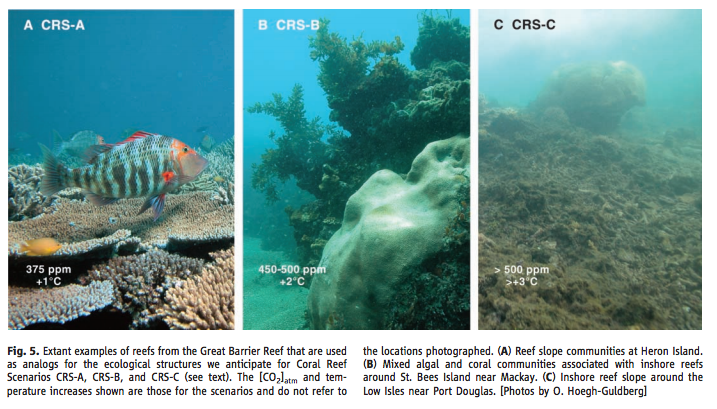 A CRS-A
375 ppm
+1°C
B CRS-B
450-500 ppm
+2°C
C CRS-C
> 500 ppm
>+3°C
Fig. 5. Extant examples of reefs from the Great Barrier Reef that are used
as analogs for the ecological structures we anticipate for Coral Reef
Scenarios CRS-A, CRS-B, and CRS-C (see text). The [CO₂]atm and tem-
perature increases shown are those for the scenarios and do not refer to
the locations photographed. (A) Reef slope communities at Heron Island.
(B) Mixed algal and coral communities associated with inshore reefs
around St. Bees Island near Mackay. (C) Inshore reef slope around the
Low Isles near Port Douglas. [Photos by O. Hoegh-Guldberg]